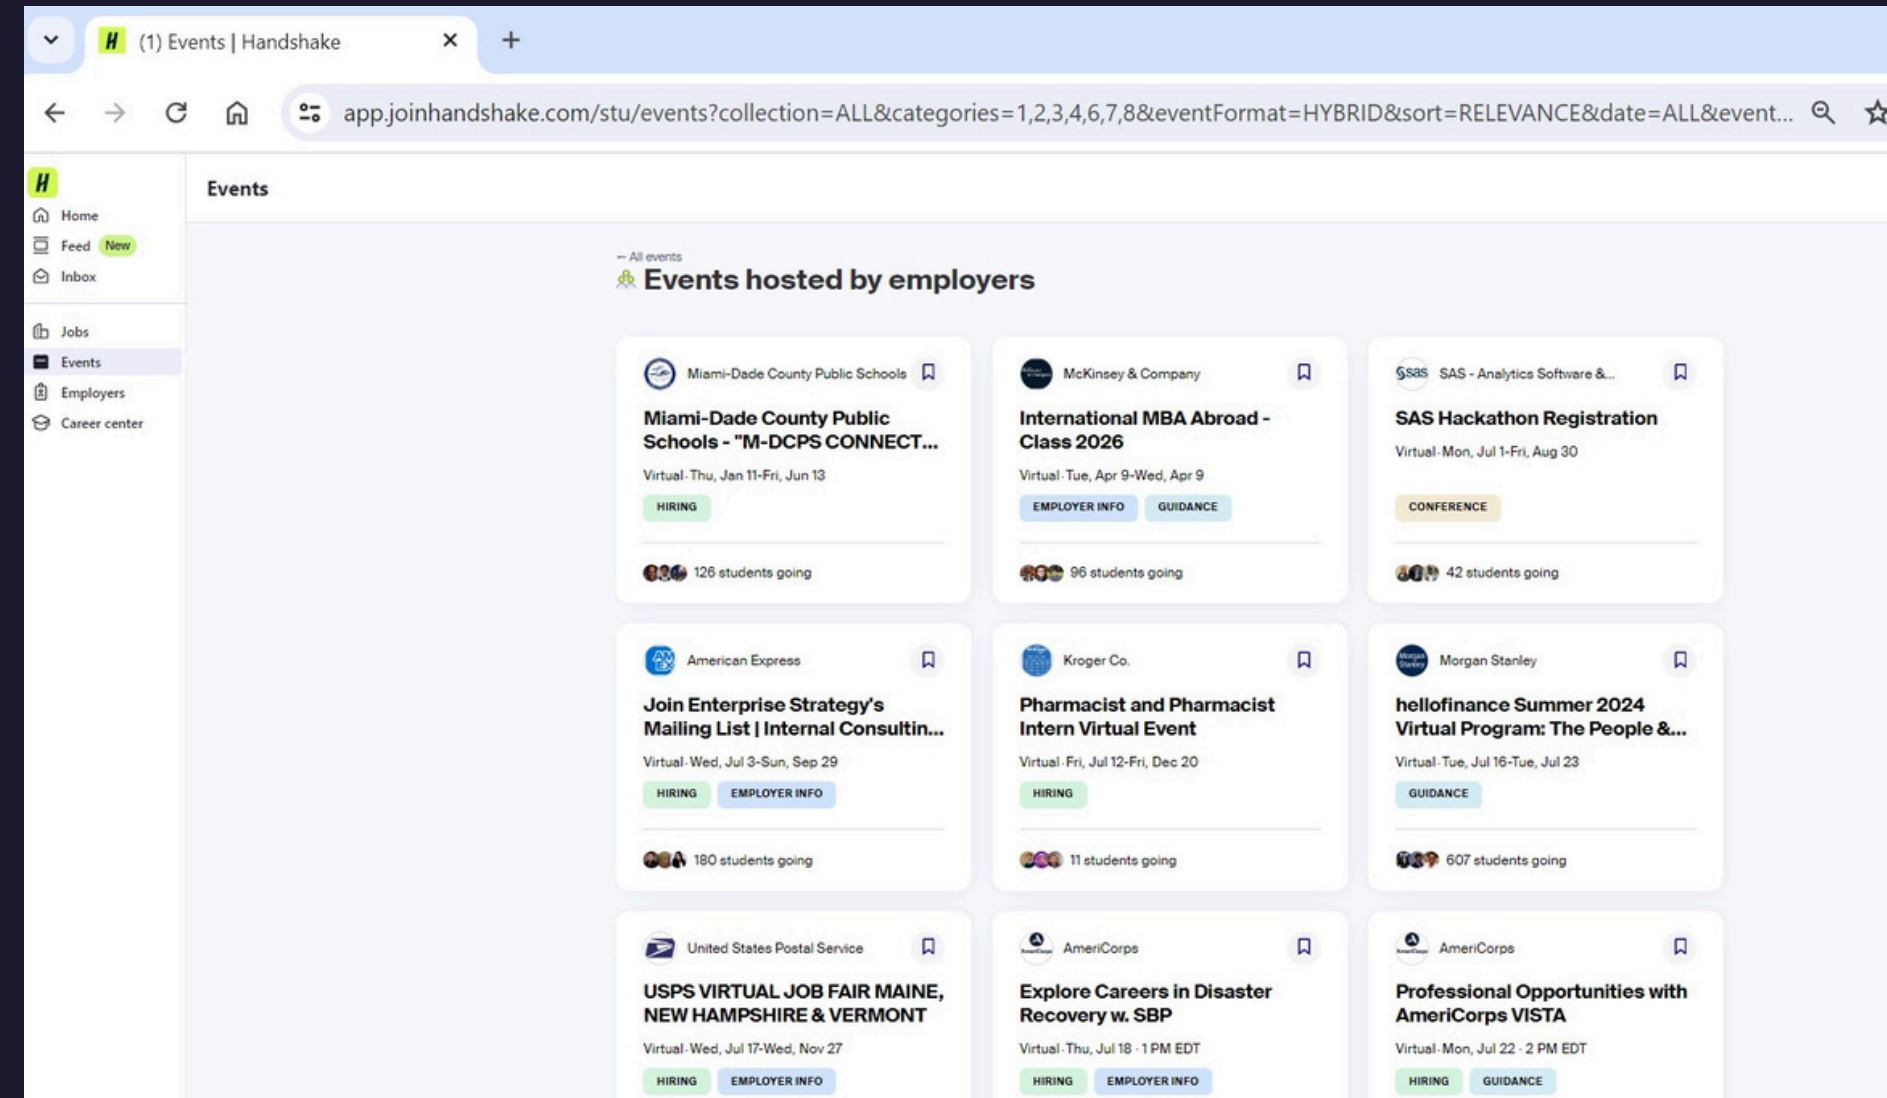 (1) Events | Handshake
app.joinhandshake.com/stu/events?collection=ALL&categories=1,2,3,4,6,7,8&eventFormat=HYBRID&sort=RELEVANCE&date=ALL&event...
Events
Home
Feed New
Inbox
Jobs
Events
Employers
Career center
← All events
Events hosted by employers
Miami-Dade County Public Schools
Miami-Dade County Public
Schools - "M-DCPS CONNECT...
Virtual · Thu, Jan 11-Fri, Jun 13
HIRING
126 students going
McKinsey & Company
International MBA Abroad -
Class 2026
Virtual · Tue, Apr 9-Wed, Apr 9
EMPLOYER INFO GUIDANCE
96 students going
sas SAS - Analytics Software &...
SAS Hackathon Registration
Virtual · Mon, Jul 1-Fri, Aug 30
CONFERENCE
42 students going
AM
EX
American Express
Join Enterprise Strategy's
Mailing List | Internal Consultin...
Virtual · Wed, Jul 3-Sun, Sep 29
HIRING EMPLOYER INFO
180 students going
Kroger Co.
Pharmacist and Pharmacist
Intern Virtual Event
Virtual · Fri, Jul 12-Fri, Dec 20
HIRING
11 students going
Morgan
Stanley
Morgan Stanley
hellofinance Summer 2024
Virtual Program: The People &...
Virtual · Tue, Jul 16-Tue, Jul 23
GUIDANCE
607 students going
United States Postal Service
USPS VIRTUAL JOB FAIR MAINE,
NEW HAMPSHIRE & VERMONT
Virtual · Wed, Jul 17-Wed, Nov 27
HIRING EMPLOYER INFO
AmeriCorps
Explore Careers in Disaster
Recovery w. SBP
Virtual · Thu, Jul 18 · 1 PM EDT
HIRING EMPLOYER INFO
AmeriCorps
Professional Opportunities with
AmeriCorps VISTA
Virtual · Mon, Jul 22 · 2 PM EDT
HIRING GUIDANCE